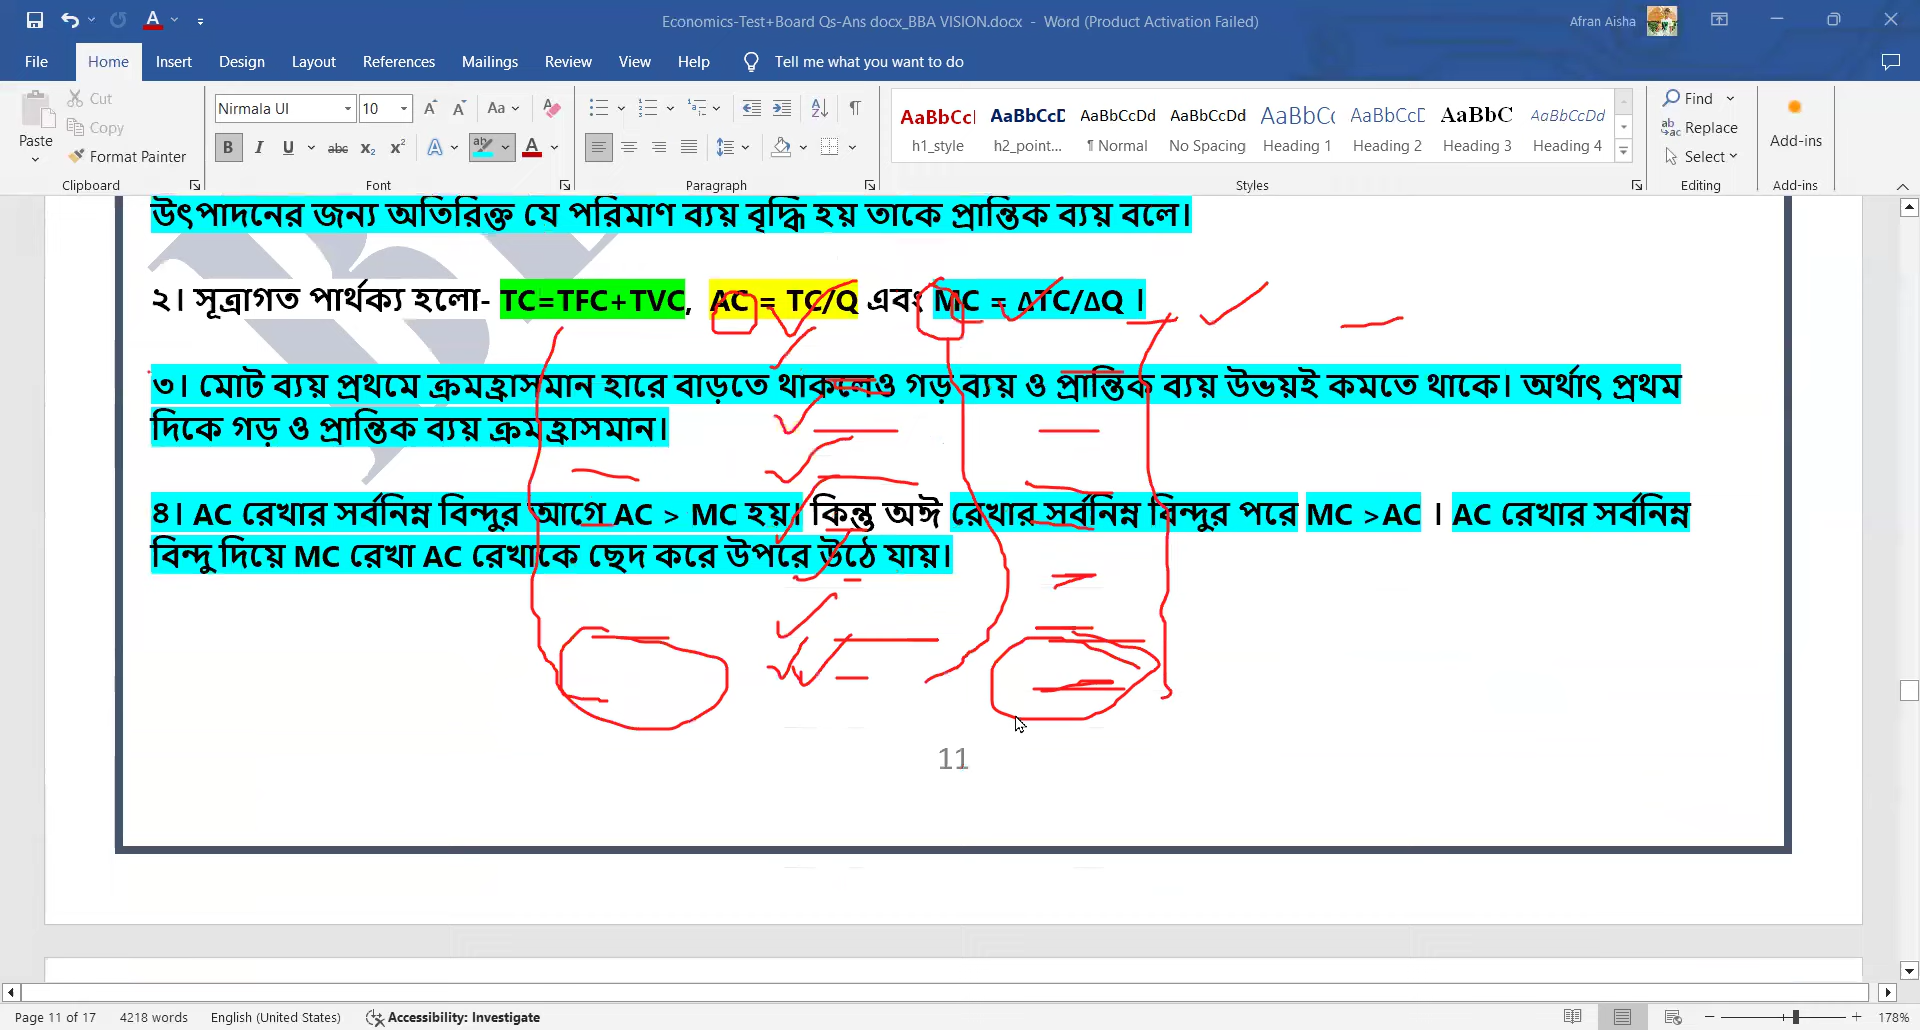 Economics-Test+Board Qs-Ans docx_BBA VISION.docx - Word (Product Activation Failed)
Afran Aisha
File Home Insert Design Layout References Mailings Review View Help Tell me what you want to do
Paste
Cut
Copy
Format Painter
Clipboard
Nirmala UI 10
Font
Paragraph
AaBbCcI AaBbCcD AaBbCcDd AaBbCcDd AaBbCc AaBbCcD AaBbC AaBbCcDd
h1_style h2_point... ¶ Normal No Spacing Heading 1 Heading 2 Heading 3 Heading 4
Styles
Find
Replace
Select
Editing
Add-ins
Add-ins
উৎপাদনের জন্য অতিরিক্ত যে পরিমাণ ব্যয় বৃদ্ধি হয় তাকে প্রান্তিক ব্যয় বলে।
২। সূত্রাগত পার্থক্য হলো- TC=TFC+TVC, AC = TC/Q এবং MC = ΔTC/ΔQ ।
৩। মোট ব্যয় প্রথমে ক্রমহ্রাসমান হারে বাড়তে থাকলেও গড় ব্যয় ও প্রান্তিক ব্যয় উভয়ই কমতে থাকে। অর্থাৎ প্রথম
দিকে গড় ও প্রান্তিক ব্যয় ক্রমহ্রাসমান।
৪। AC রেখার সর্বনিম্ন বিন্দুর আগে AC > MC হয়। কিন্তু অঈ রেখার সর্বনিম্ন বিন্দুর পরে MC >AC । AC রেখার সর্বনিম্ন
বিন্দু দিয়ে MC রেখা AC রেখাকে ছেদ করে উপরে উঠে যায়।
11
Page 11 of 17 4218 words English (United States) Accessibility: Investigate 178%